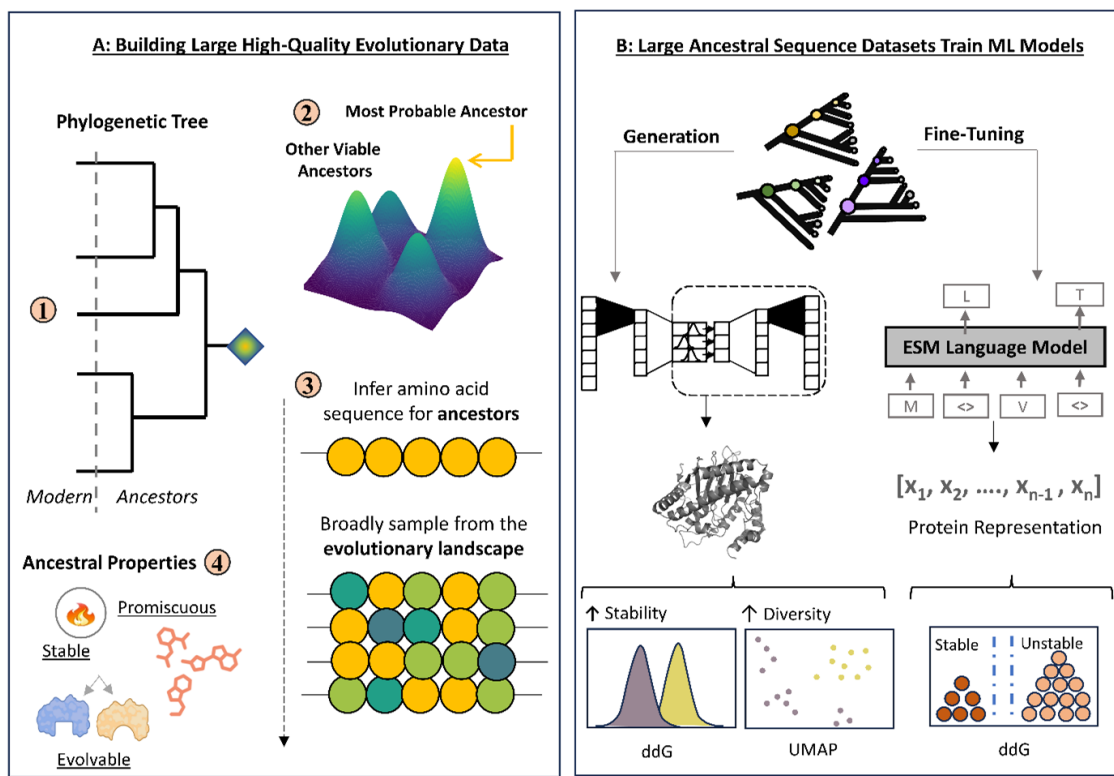 A: Building Large High-Quality Evolutionary Data
Phylogenetic Tree
1
Modern
Ancestors
2
Most Probable Ancestor
Other Viable
Ancestors
3
Infer amino acid
sequence for ancestors
Broadly sample from the
evolutionary landscape
Ancestral Properties
4
Promiscuous
Stable
Evolvable
B: Large Ancestral Sequence Datasets Train ML Models
Generation
Fine-Tuning
L
T
ESM Language Model
M
<>
V
<>
[x1, x2, ...., xn-1 , xn]
Protein Representation
↑ Stability
↑ Diversity
ddG
UMAP
Stable
Unstable
ddG